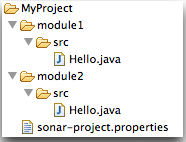 MyProject
module1
src
Hello.java
module2
src
Hello.java
sonar-project.properties